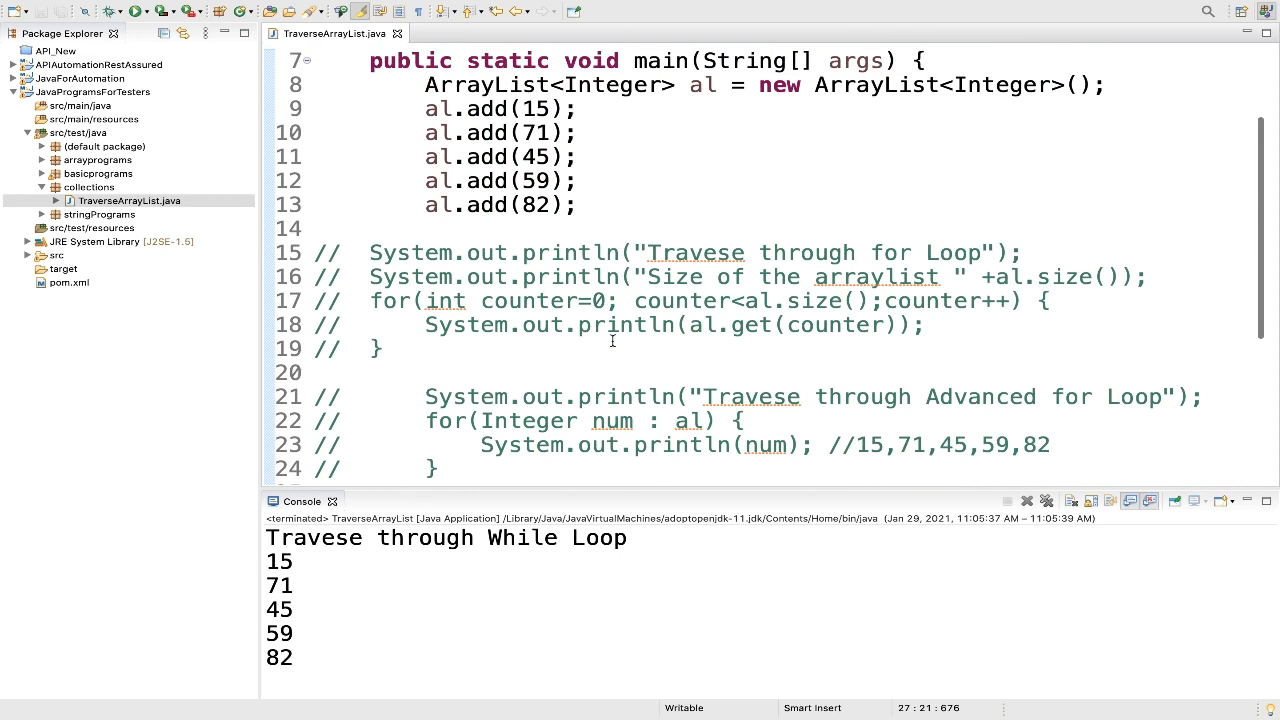 Package Explorer
API_New
APIAutomationRestAssured
JavaForAutomation
JavaProgramsForTesters
src/main/java
src/main/resources
src/test/java
(default package)
arrayprograms
basicprograms
collections
TraverseArrayList.java
stringPrograms
src/test/resources
JRE System Library [J2SE-1.5]
src
target
pom.xml
TraverseArrayList.java
7 public static void main(String[] args) {
8 ArrayList<Integer> al = new ArrayList<Integer>();
9 al.add(15);
10 al.add(71);
11 al.add(45);
12 al.add(59);
13 al.add(82);
14
15 // System.out.println("Travese through for Loop");
16 // System.out.println("Size of the arraylist " +al.size());
17 // for(int counter=0; counter<al.size();counter++) {
18 // System.out.println(al.get(counter));
19 // }
20
21 // System.out.println("Travese through Advanced for Loop");
22 // for(Integer num : al) {
23 // System.out.println(num); //15,71,45,59,82
24 // }
Console
<terminated> TraverseArrayList [Java Application] /Library/Java/JavaVirtualMachines/adoptopenjdk-11.jdk/Contents/Home/bin/java (Jan 29, 2021, 11:05:37 AM – 11:05:39 AM)
Travese through While Loop
15
71
45
59
82
Writable
Smart Insert
27 : 21 : 676